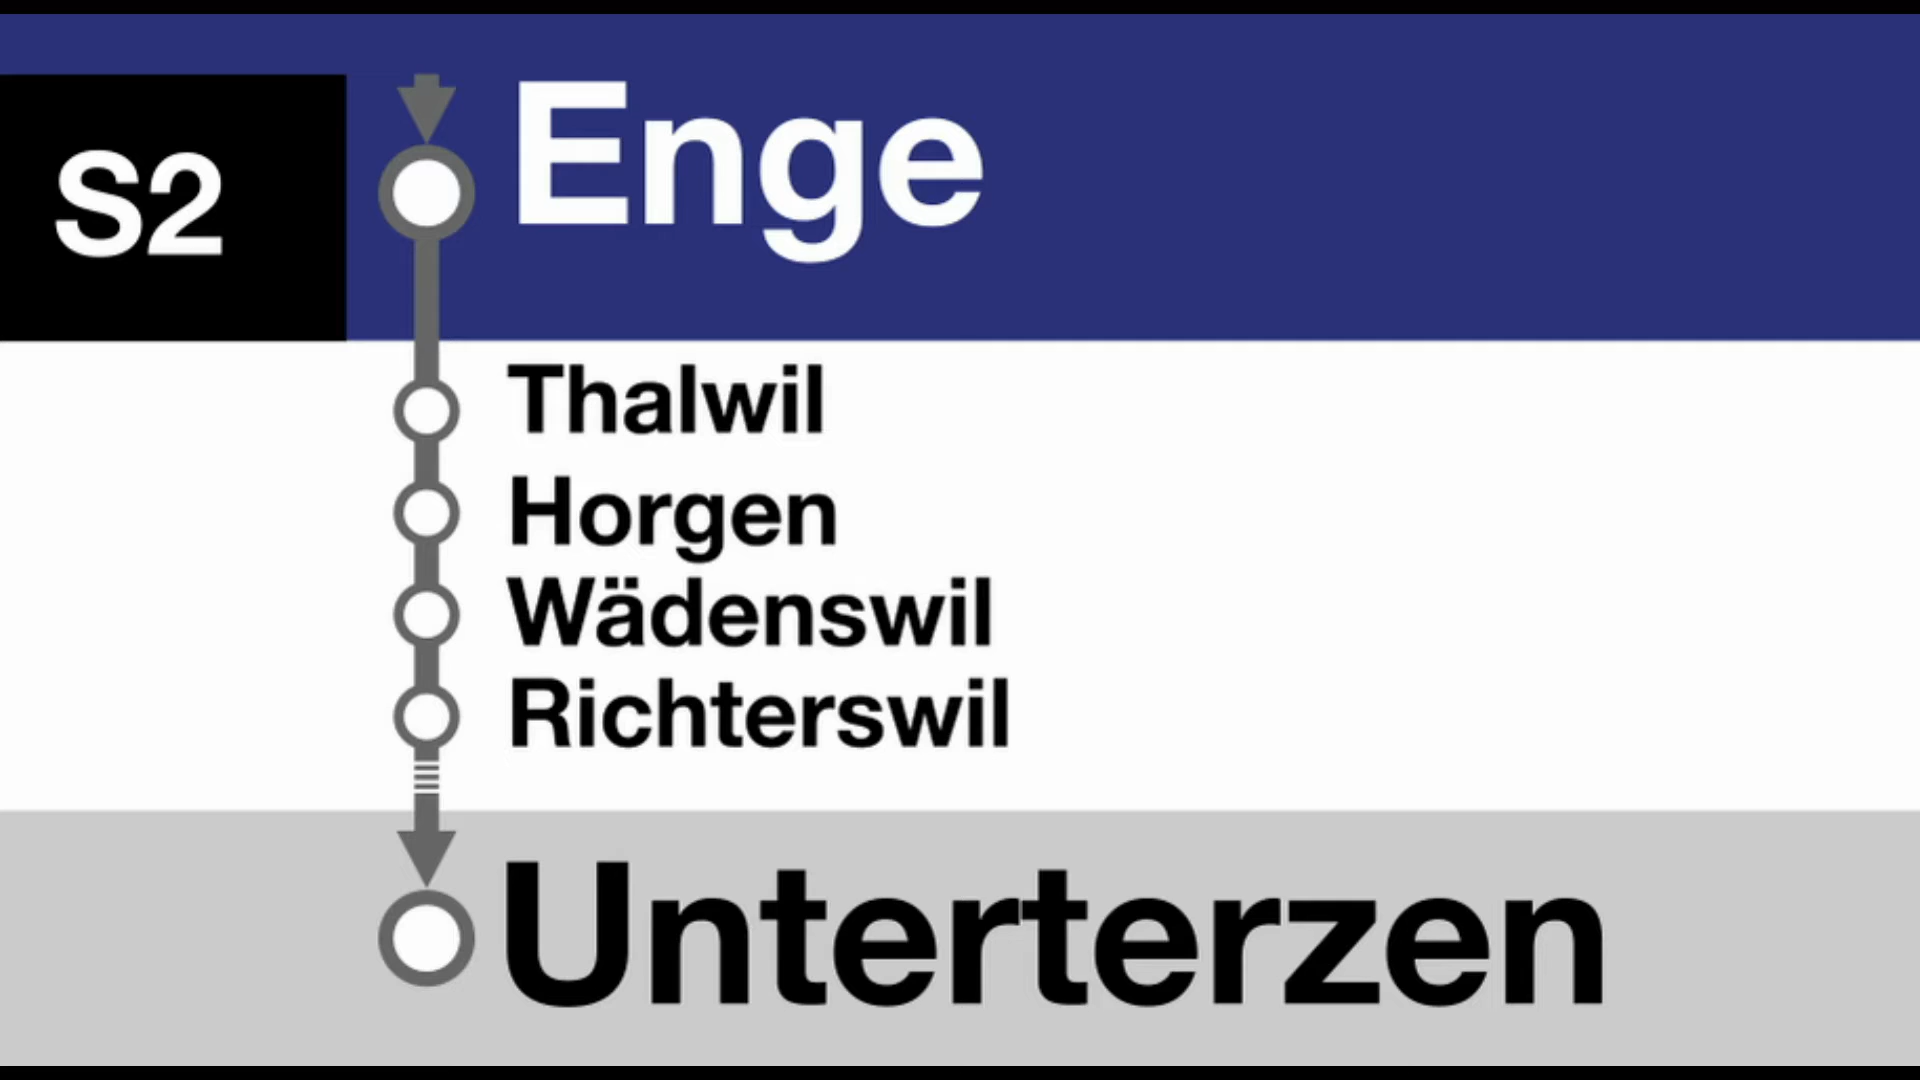 S2
Enge
Thalwil
Horgen
Wädenswil
Richterswil
Unterterzen